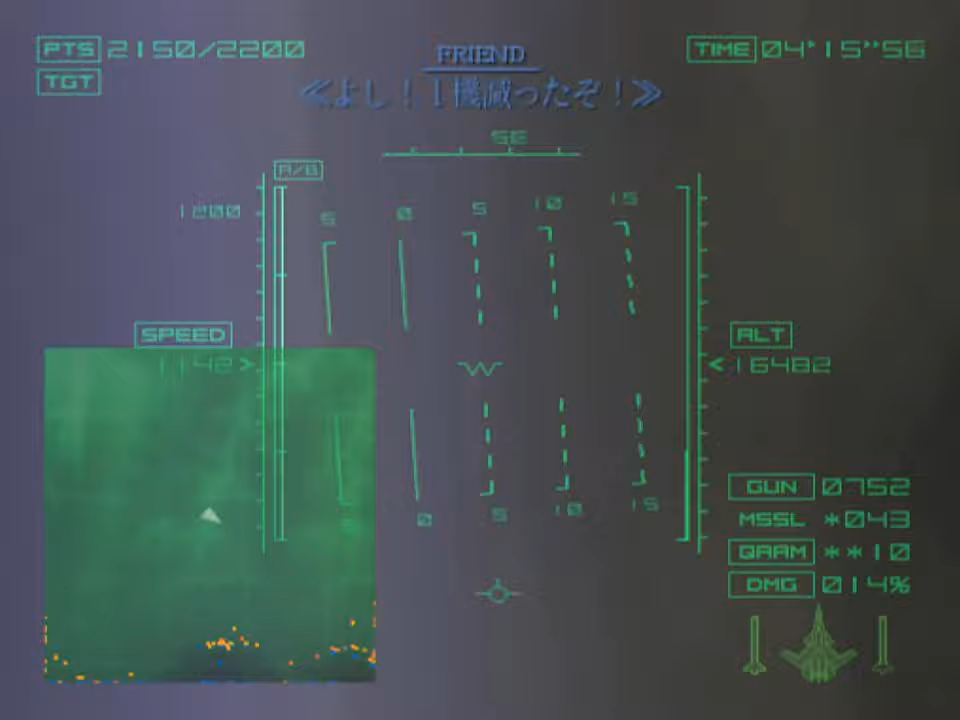 PTS 2150/2200
TGT
FRIEND
≪よし！1機減ったぞ！≫
TIME 04'15"56
A/B
1200
5 0 5 10 15
SPEED
1142>
ALT
<16482
0 5 10 15
GUN 0752
MSSL *043
QAAM **10
DMG 014%